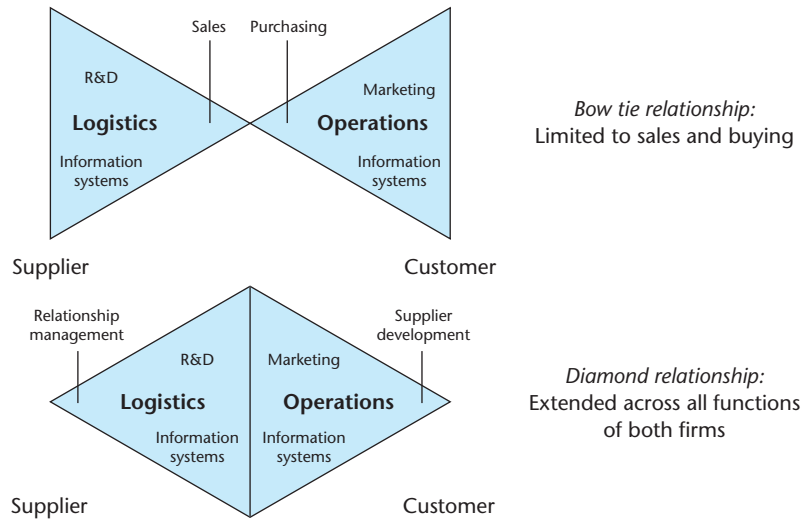 Sales
Purchasing
R&D
Marketing
Logistics
Operations
Information
systems
Information
systems
Bow tie relationship:
Limited to sales and buying
Supplier
Customer
Relationship
management
Supplier
development
R&D
Marketing
Logistics
Operations
Information
systems
Information
systems
Diamond relationship:
Extended across all functions
of both firms
Supplier
Customer